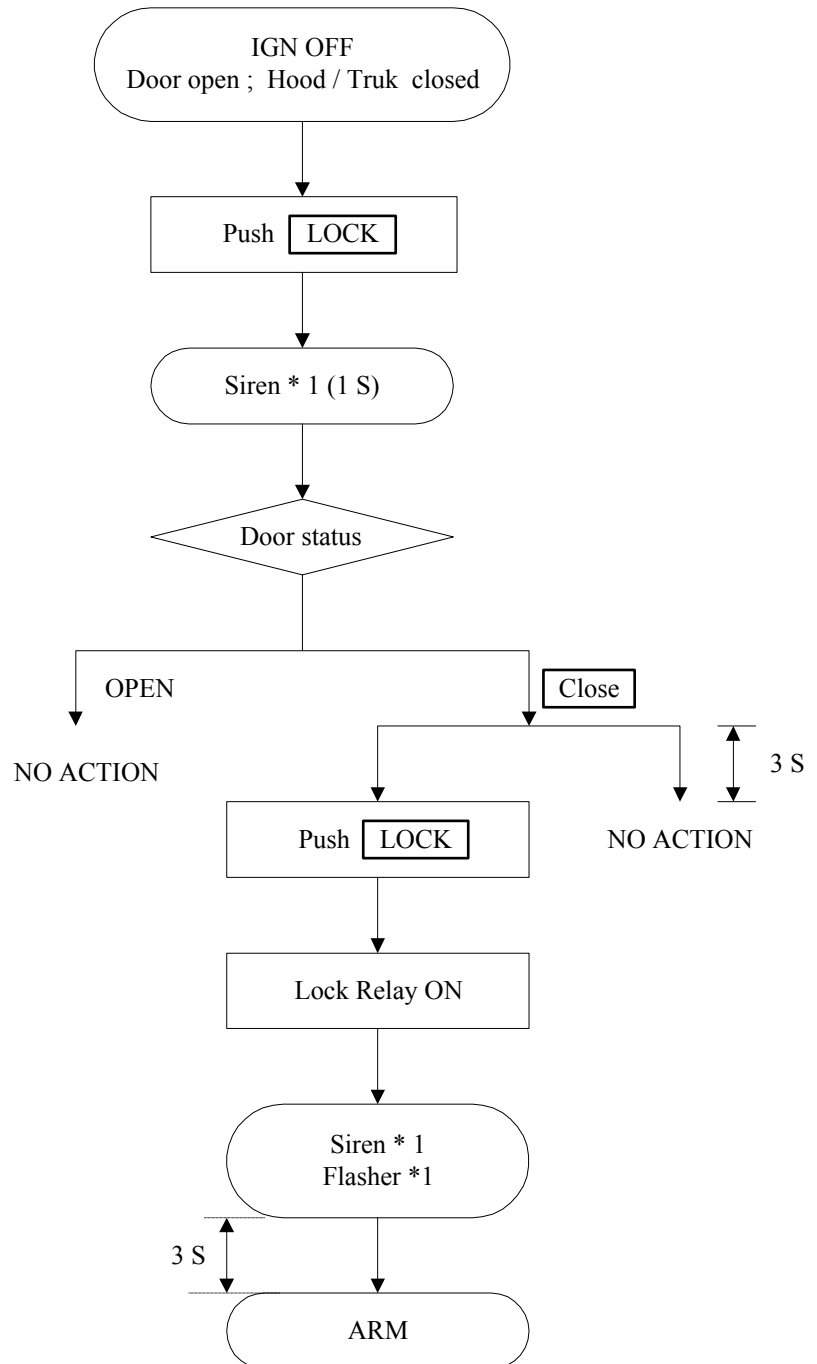 IGN OFF
Door open ; Hood / Truk closed
Push LOCK
Siren * 1 (1 S)
Door status
OPEN
Close
NO ACTION
3 S
Push LOCK
NO ACTION
Lock Relay ON
Siren * 1
Flasher *1
3 S
ARM